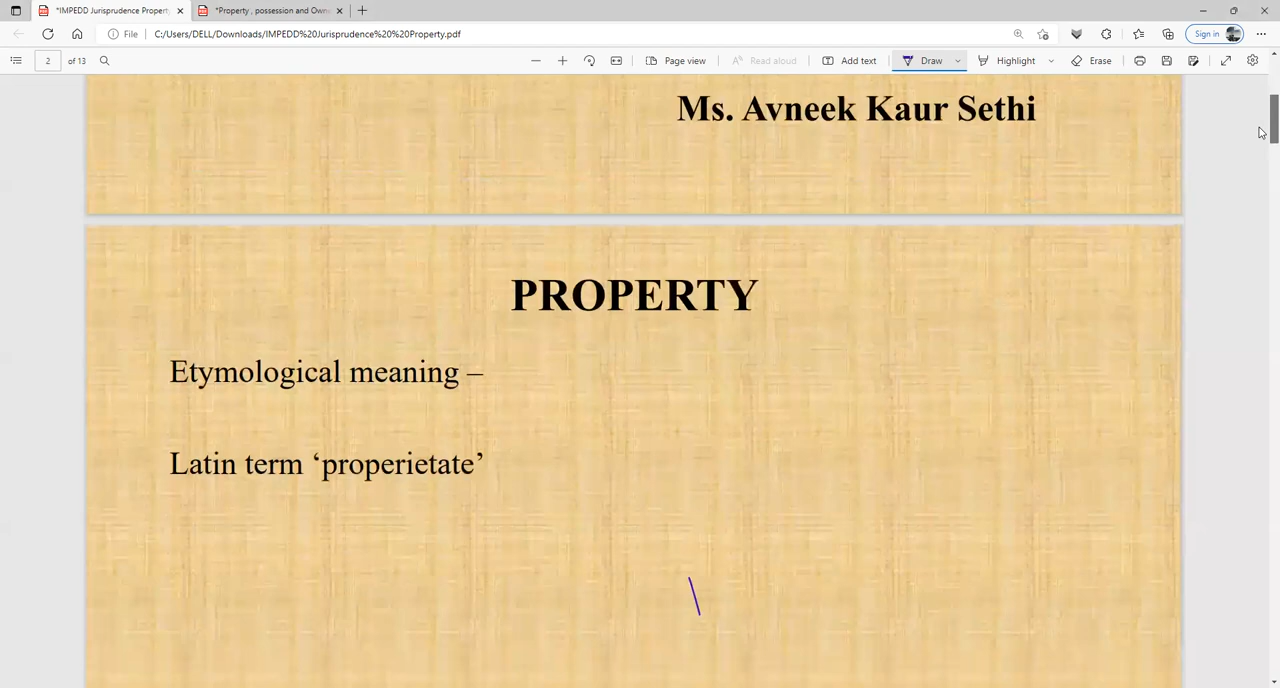 *IMPEDD Jurisprudence Property
*Property , possession and Own
File
C:/Users/DELL/Downloads/IMPEDD%20Jurisprudence%20%20Property.pdf
Sign in
2 of 13
Page view
Read aloud
Add text
Draw
Highlight
Erase
Ms. Avneek Kaur Sethi
PROPERTY
Etymological meaning –
Latin term ‘properietate’